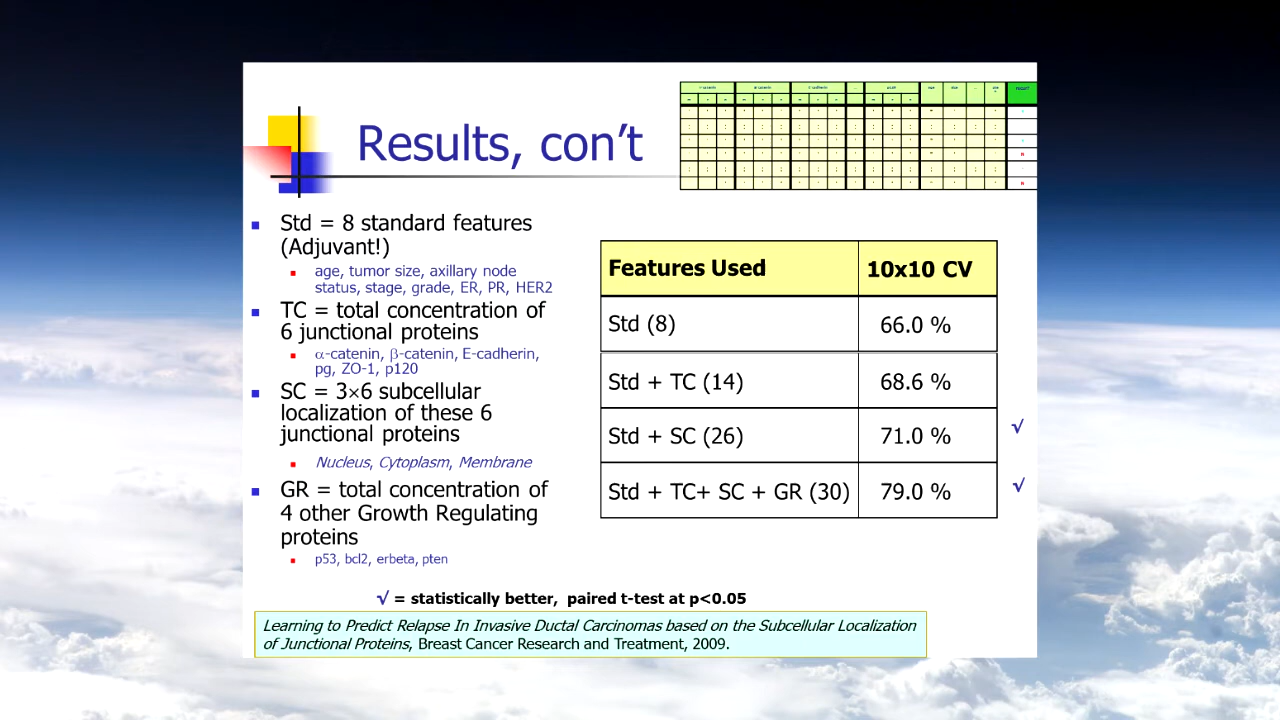 Results, con’t
Std = 8 standard features
(Adjuvant!)
age, tumor size, axillary node
status, stage, grade, ER, PR, HER2
TC = total concentration of
6 junctional proteins
α-catenin, β-catenin, E-cadherin,
pg, ZO-1, p120
SC = 3×6 subcellular
localization of these 6
junctional proteins
Nucleus, Cytoplasm, Membrane
GR = total concentration of
4 other Growth Regulating
proteins
p53, bcl2, erbeta, pten
Features Used 10x10 CV
Std (8) 66.0 %
Std + TC (14) 68.6 %
Std + SC (26) 71.0 % √
Std + TC+ SC + GR (30) 79.0 % √
√ = statistically better, paired t-test at p<0.05
Learning to Predict Relapse In Invasive Ductal Carcinomas based on the Subcellular Localization
of Junctional Proteins, Breast Cancer Research and Treatment, 2009.